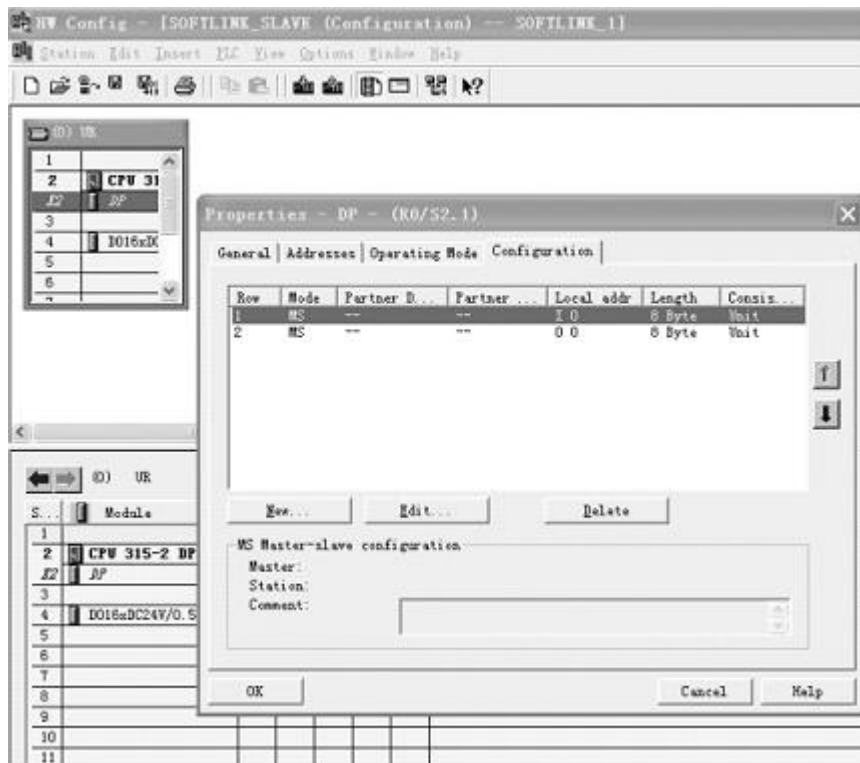 HW Config - [SOFTLINK_SLAVE (Configuration) -- SOFTLINK_1]
Station Edit Insert PLC View Options Window Help
(0) UR
1
2 CPU 31
X2 DP
3
4 DO16xDC
5
6
Properties - DP - (R0/S2.1)
General Addresses Operating Mode Configuration
Row Mode Partner D... Partner ... Local addr Length Consis...
1 MS -- -- I 0 8 Byte Unit
2 MS -- -- O 0 8 Byte Unit
New... Edit... Delete
MS Master-slave configuration
Master:
Station:
Comment:
OK Cancel Help
(0) UR
S... Module
1
2 CPU 315-2 DP
X2 DP
3
4 DO16xDC24V/0.5
5
6
7
8
9
10
11